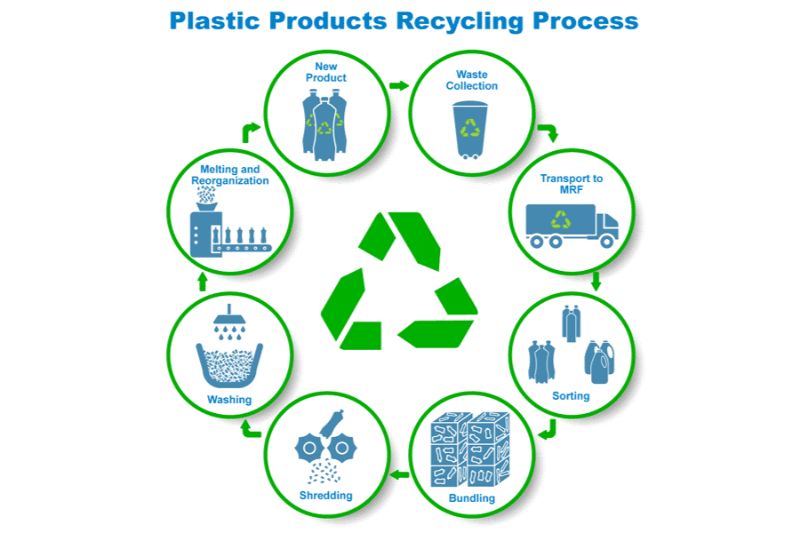 Plastic Products Recycling Process
New
Product
Waste
Collection
Transport to
MRF
Sorting
Bundling
Shredding
Washing
Melting and
Reorganization